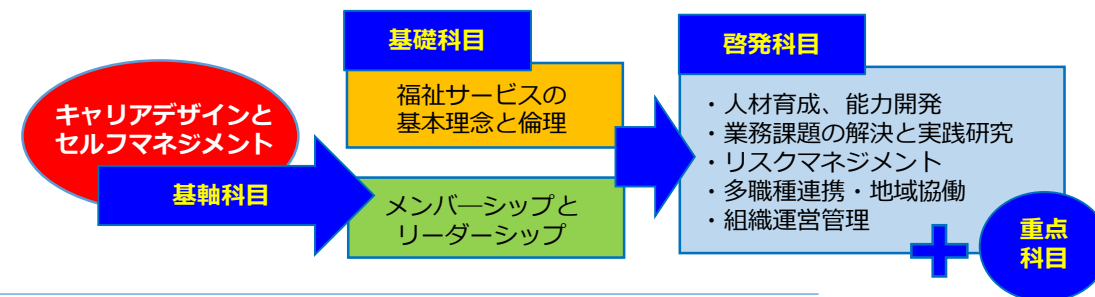 キャリアデザインと
セルフマネジメント
基軸科目
基礎科目
福祉サービスの
基本理念と倫理
メンバ―シップと
リーダーシップ
啓発科目
・人材育成、能力開発
・業務課題の解決と実践研究
・リスクマネジメント
・多職種連携・地域協働
・組織運営管理
重点
科目